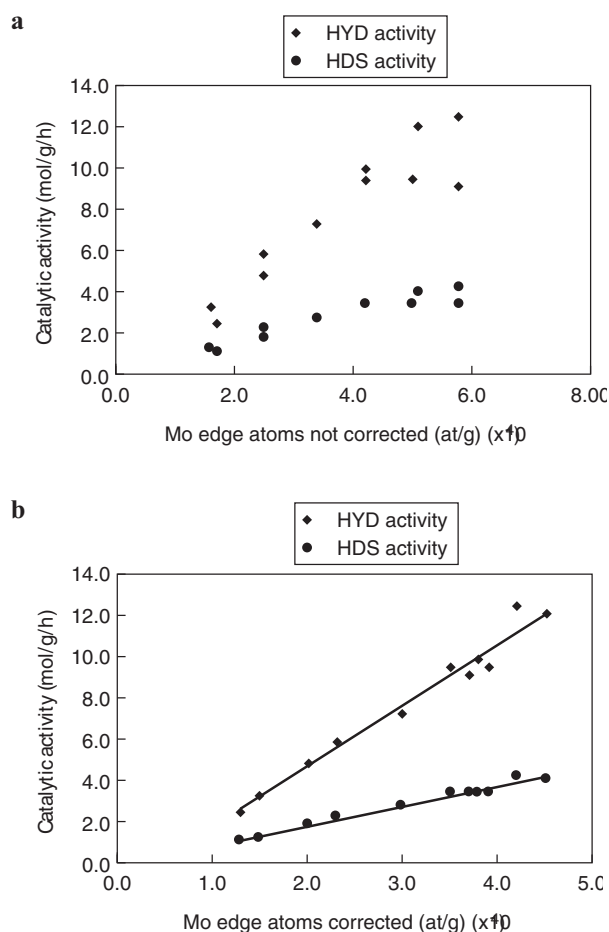 a
HYD activity
HDS activity
14.0
12.0
10.0
8.0
6.0
4.0
2.0
0.0
Catalytic activity (mol/g/h)
0.0 2.0 4.0 6.0 8.00
Mo edge atoms not corrected (at/g)
b
HYD activity
HDS activity
14.0
12.0
10.0
8.0
6.0
4.0
2.0
0.0
Catalytic activity (mol/g/h)
0.0 1.0 2.0 3.0 4.0 5.0
Mo edge atoms corrected (at/g)